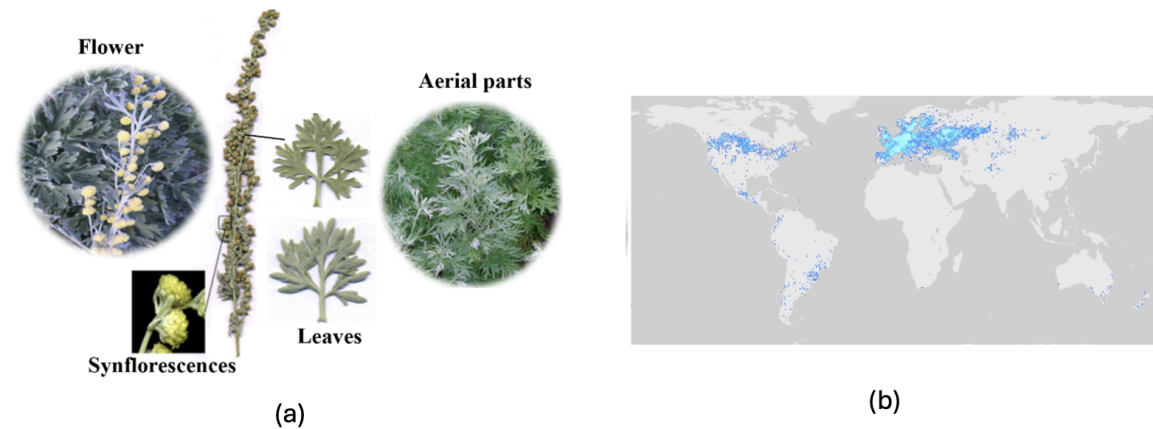 Flower
Aerial parts
Leaves
Synflorescences
(a)
(b)